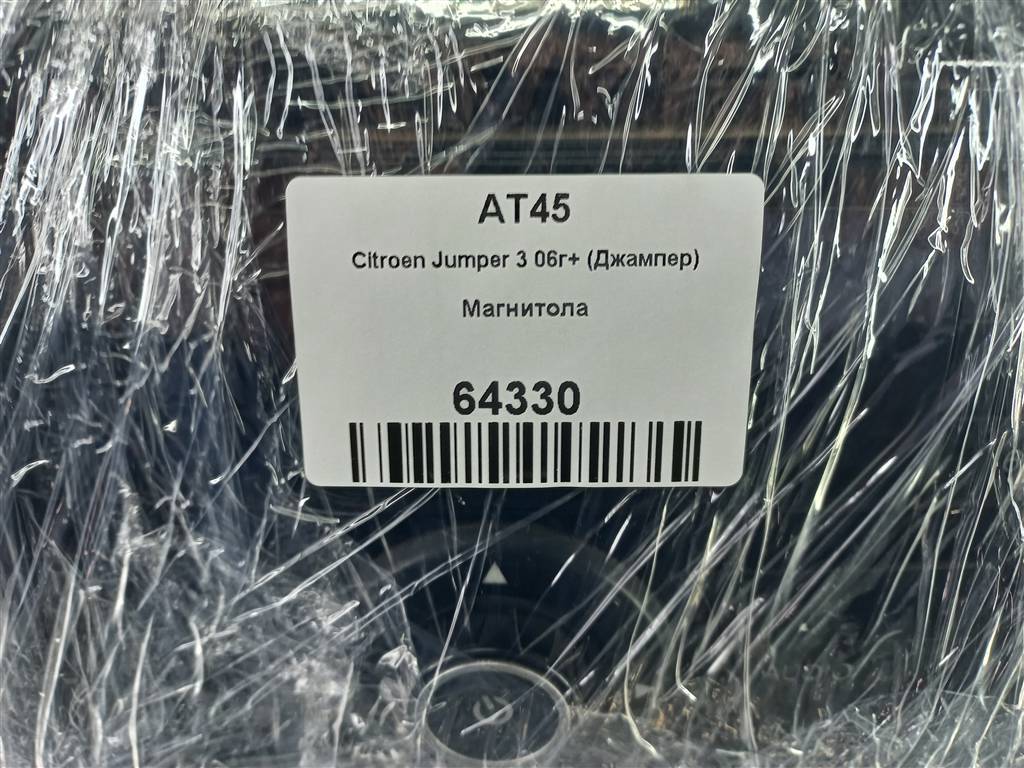 AT45
Citroen Jumper 3 06г+ (Джампер)
Магнитола
64330